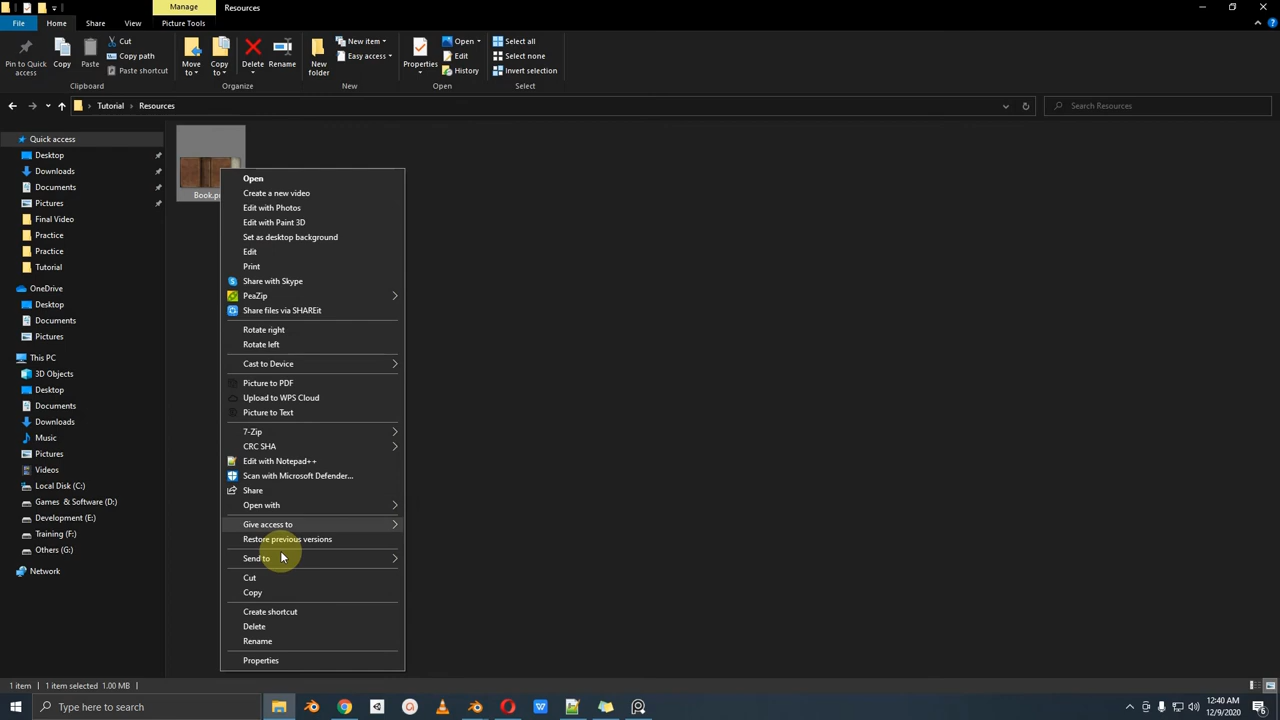 Manage
Resources
File
Home
Share
View
Picture Tools
Pin to Quick access
Copy
Paste
Cut
Copy path
Paste shortcut
Clipboard
Move to
Copy to
Delete
Rename
Organize
New folder
New item
Easy access
New
Properties
Open
Edit
History
Open
Select all
Select none
Invert selection
Select
Tutorial
Resources
Search Resources
Quick access
Desktop
Downloads
Documents
Pictures
Final Video
Practice
Practice
Tutorial
OneDrive
Desktop
Documents
Pictures
This PC
3D Objects
Desktop
Documents
Downloads
Music
Pictures
Videos
Local Disk (C:)
Games & Software (D:)
Development (E:)
Training (F:)
Others (G:)
Network
Open
Create a new video
Edit with Photos
Edit with Paint 3D
Set as desktop background
Edit
Print
Share with Skype
PeaZip
Share files via SHAREit
Rotate right
Rotate left
Cast to Device
Picture to PDF
Upload to WPS Cloud
Picture to Text
7-Zip
CRC SHA
Edit with Notepad++
Scan with Microsoft Defender...
Share
Open with
Give access to
Restore previous versions
Send to
Cut
Copy
Create shortcut
Delete
Rename
Properties
1 item
1 item selected 1.00 MB
Type here to search
12:40 AM
12/9/2020